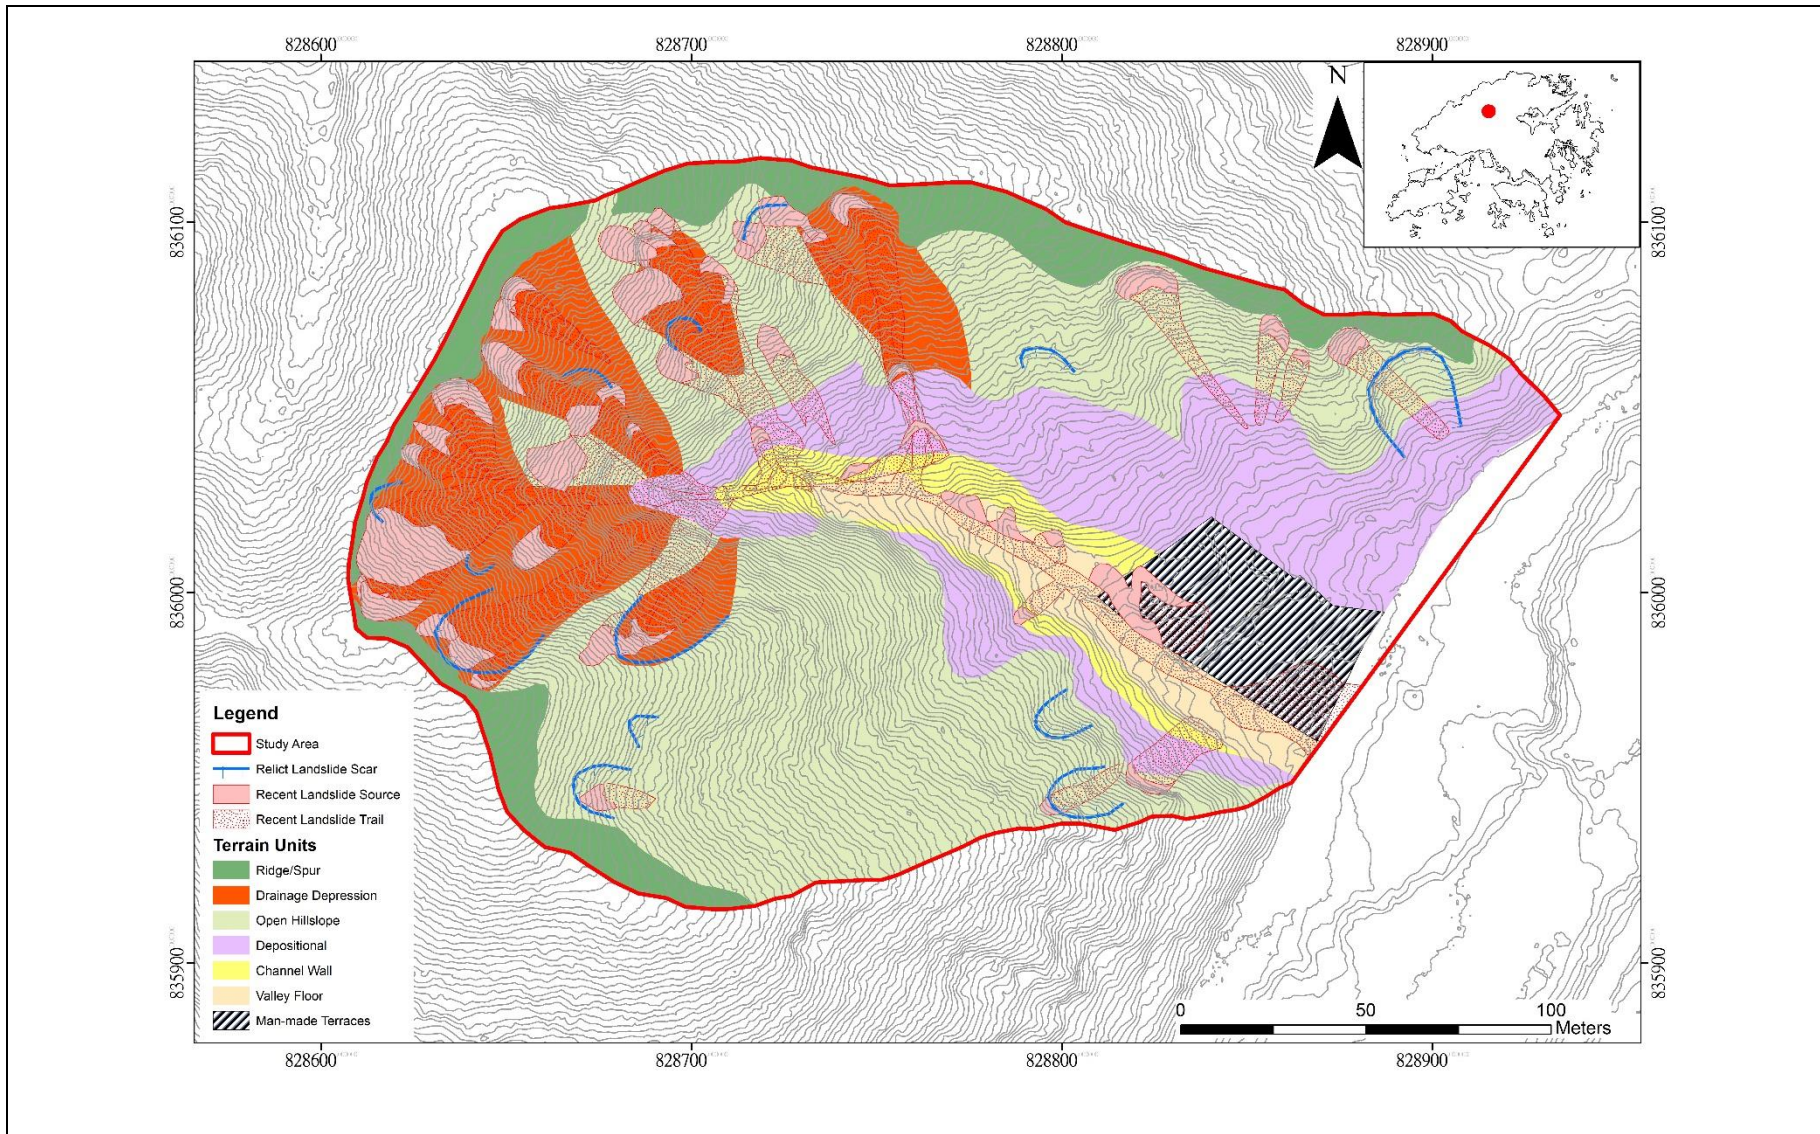 828600 828700 828800 828900
N
836100 836100
836000 836000
835900 835900
Legend
Study Area
Relict Landslide Scar
Recent Landslide Source
Recent Landslide Trail
Terrain Units
Ridge/Spur
Drainage Depression
Open Hillslope
Depositional
Channel Wall
Valley Floor
Man-made Terraces
0 50 100
Meters
828600 828700 828800 828900